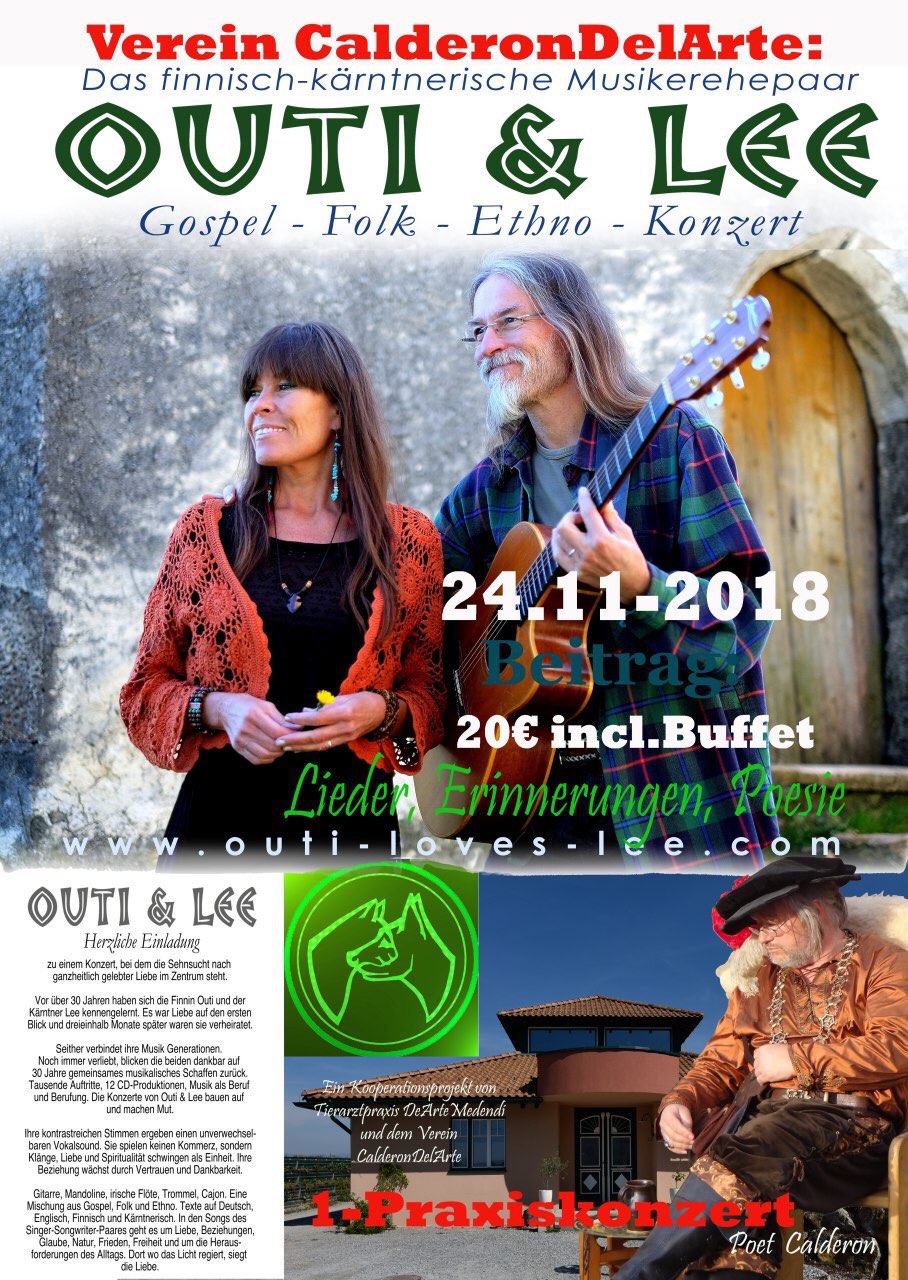 Verein CalderonDelArte:
Das finnisch-kärntnerische Musikerehepaar
OUTI & LEE
Gospel - Folk - Ethno - Konzert
24.11-2018
Beitrag:
20€ incl.Buffet
Lieder, Erinnerungen, Poesie
www.outi-loves-lee.com
OUTI & LEE
Herzliche Einladung
zu einem Konzert, bei dem die Sehnsucht nach
ganzheitlich gelebter Liebe im Zentrum steht.
Vor über 30 Jahren haben sich die Finnin Outi und der
Kärntner Lee kennengelernt. Es war Liebe auf den ersten
Blick und dreieinhalb Monate später waren sie verheiratet.
Seither verbindet ihre Musik Generationen.
Noch immer verliebt, blicken die beiden dankbar auf
30 Jahre gemeinsames musikalisches Schaffen zurück.
Tausende Auftritte, 12 CD-Produktionen, Musik als Beruf
und Berufung. Die Konzerte von Outi & Lee bauen auf
und machen Mut.
Ihre kontrastreichen Stimmen ergeben einen unverwechsel-
baren Vokalsound. Sie spielen keinen Kommerz, sondern
Klänge, Liebe und Spiritualität schwingen als Einheit. Ihre
Beziehung wächst durch Vertrauen und Dankbarkeit.
Gitarre, Mandoline, irische Flöte, Trommel, Cajon. Eine
Mischung aus Gospel, Folk und Ethno. Texte auf Deutsch,
Englisch, Finnisch und Kärntnerisch. In den Songs des
Singer-Songwriter-Paares geht es um Liebe, Beziehungen,
Glaube, Natur, Frieden, Freiheit und um die Heraus-
forderungen des Alltags. Dort wo das Licht regiert, siegt
die Liebe.
Ein Kooperationsprojekt von
Tierarztpraxis DeArte Medendi
und dem Verein
CalderonDelArte
1-Praxiskonzert
Poet Calderon